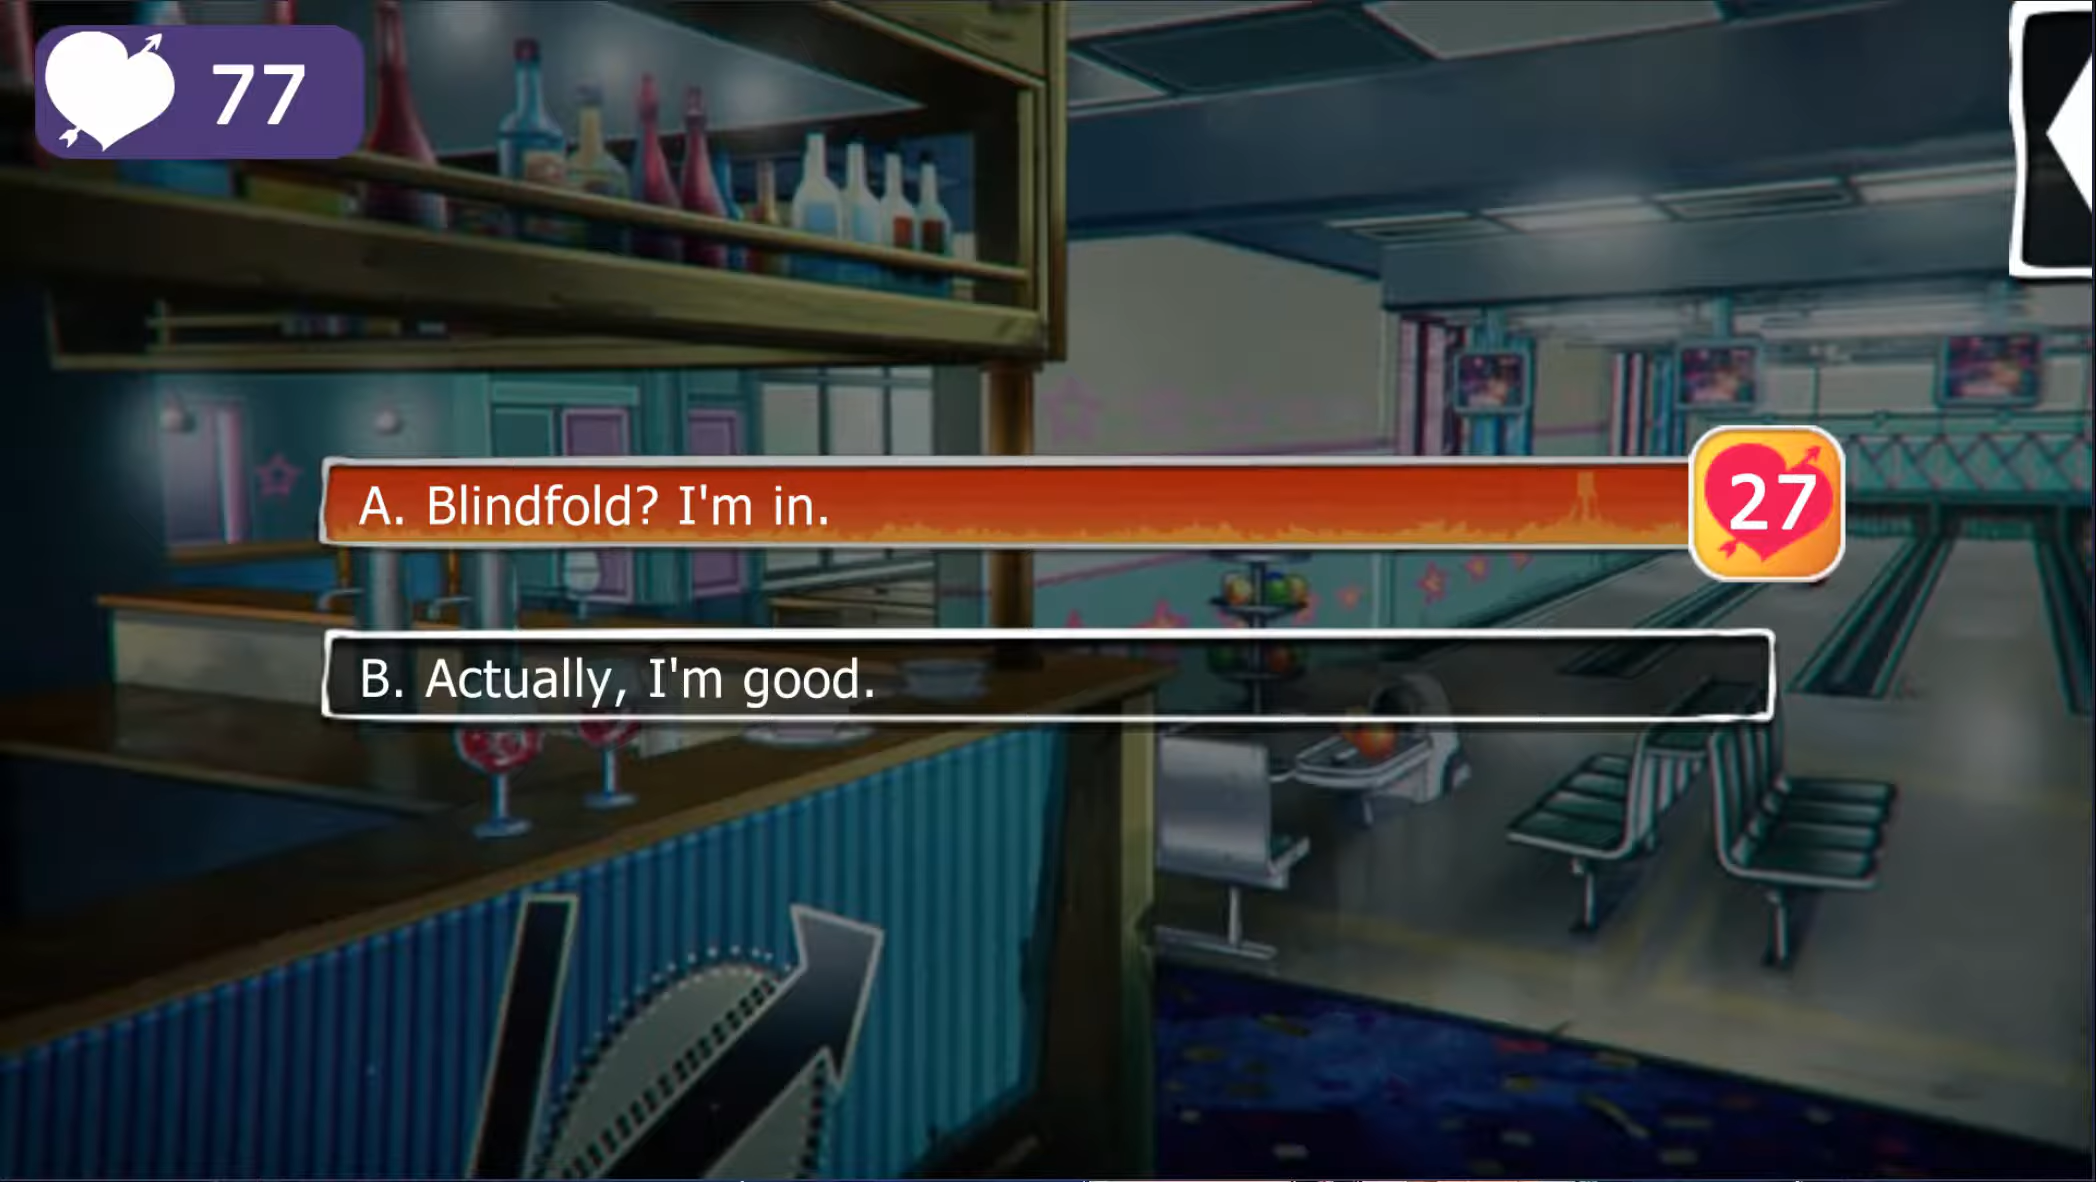 77
A. Blindfold? I'm in.
27
B. Actually, I'm good.